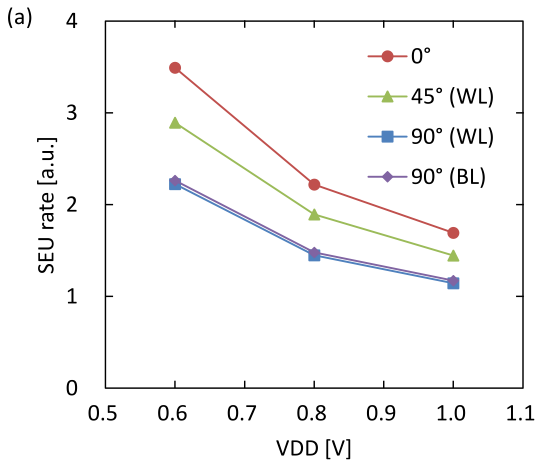 (a)
4
3
2
1
0
SEU rate [a.u.]
0.5 0.6 0.7 0.8 0.9 1.0 1.1
VDD [V]
0°
45° (WL)
90° (WL)
90° (BL)